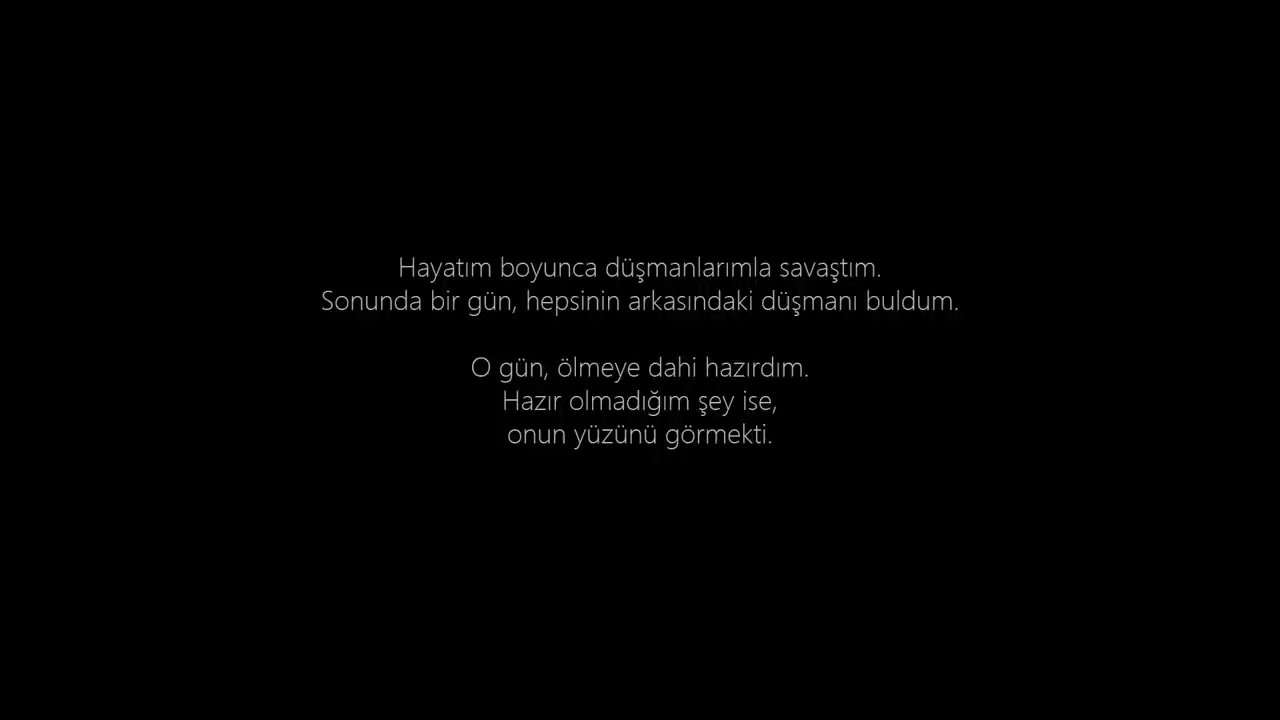 Hayatım boyunca düşmanlarımla savaştım.
Sonunda bir gün, hepsinin arkasındaki düşmanı buldum.
O gün, ölmeye dahi hazırdım.
Hazır olmadığım şey ise,
onun yüzünü görmekti.